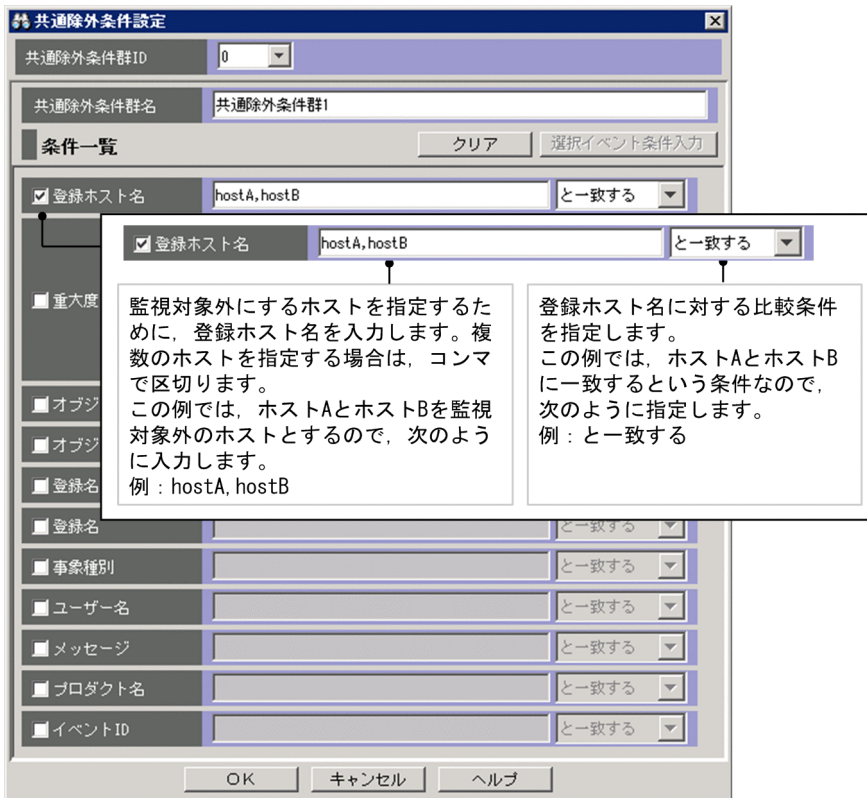 共通除外条件設定
共通除外条件群ID 0
共通除外条件群名 共通除外条件群1
条件一覧 クリア 選択イベント条件入力
登録ホスト名 hostA,hostB と一致する
登録ホスト名 hostA,hostB と一致する
監視対象外にするホストを指定するた
めに，登録ホスト名を入力します。複
数のホストを指定する場合は，コンマ
で区切ります。
この例では，ホストAとホストBを監視
対象外のホストとするので，次のよう
に入力します。
例：hostA,hostB
登録ホスト名に対する比較条件
を指定します。
この例では，ホストAとホストB
に一致するという条件なので，
次のように指定します。
例：と一致する
重大度
オブジ
オブジ
登録名
登録名 と一致する
事象種別 と一致する
ユーザー名 と一致する
メッセージ と一致する
プロダクト名 と一致する
イベントID と一致する
OK キャンセル ヘルプ